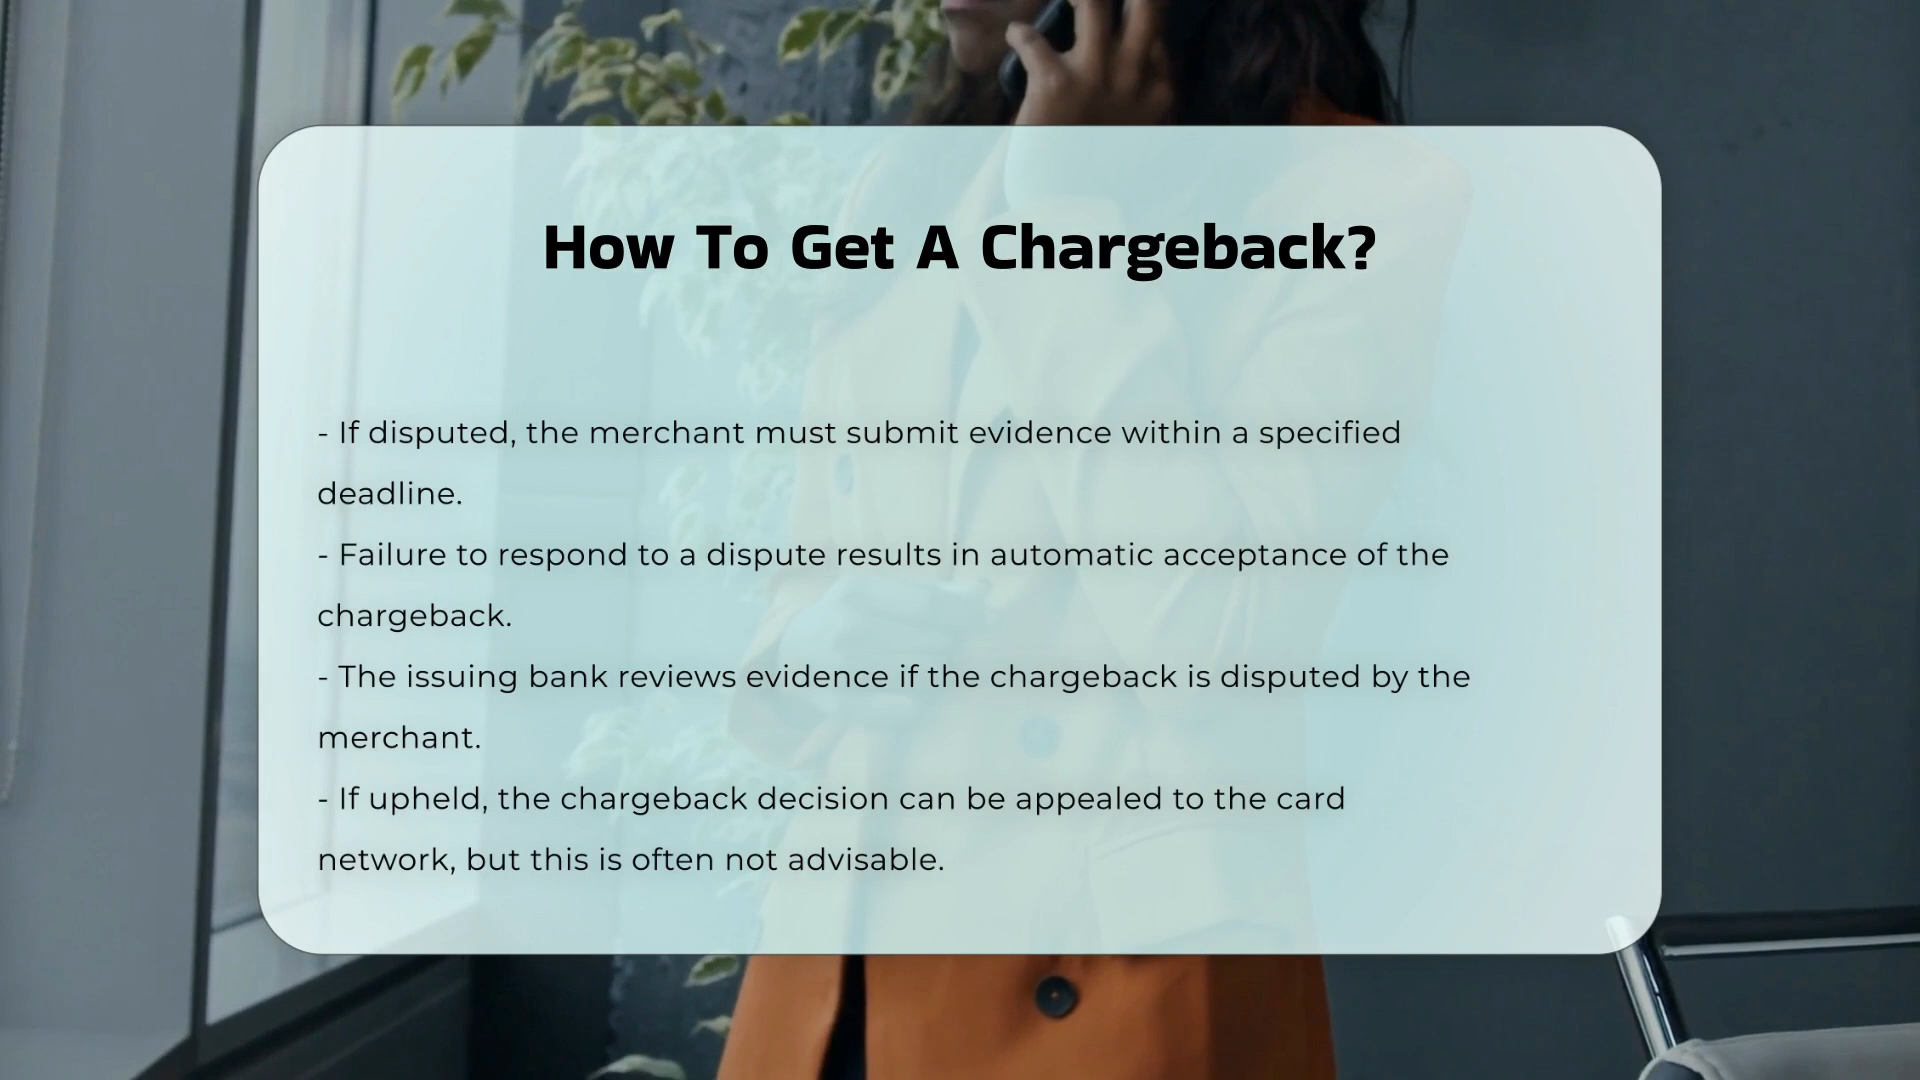 How To Get A Chargeback?
- If disputed, the merchant must submit evidence within a specified
deadline.
- Failure to respond to a dispute results in automatic acceptance of the
chargeback.
- The issuing bank reviews evidence if the chargeback is disputed by the
merchant.
- If upheld, the chargeback decision can be appealed to the card
network, but this is often not advisable.